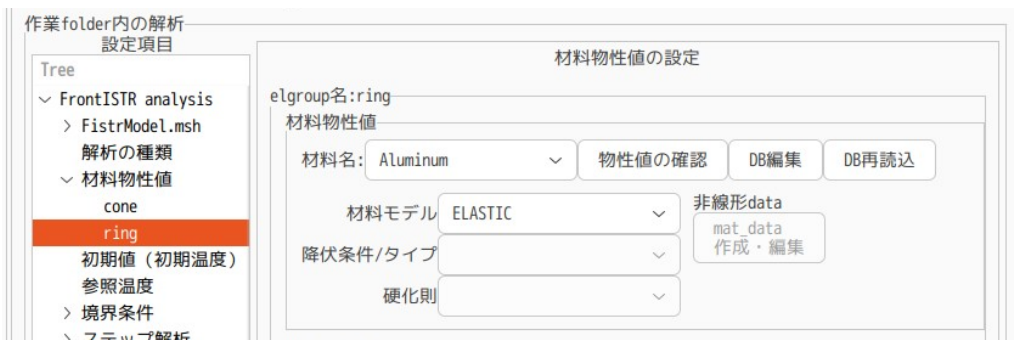 作業folder内の解析
設定項目
Tree
FrontISTR analysis
FistrModel.msh
解析の種類
材料物性値
cone
ring
初期値 (初期温度)
参照温度
境界条件
ステップ解析
材料物性値の設定
elgroup名:ring
材料物性値
材料名: Aluminum 物性値の確認 DB編集 DB再読込
材料モデル ELASTIC
降伏条件/タイプ
硬化則
非線形data
mat_data
作成・編集